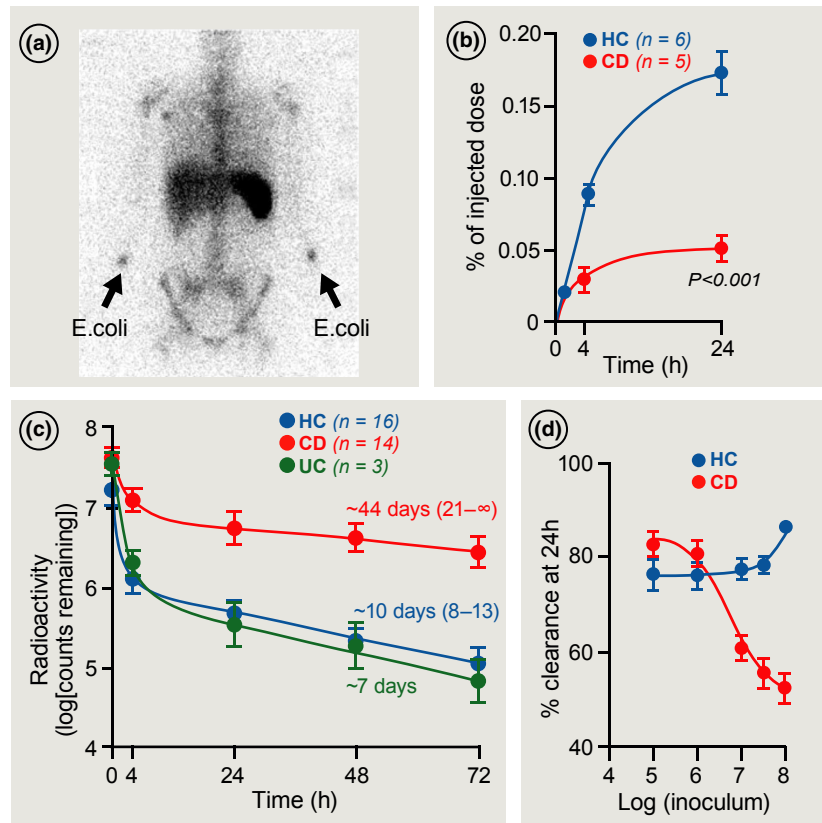 (a)
E.coli
E.coli
(b)
HC (n = 6)
CD (n = 5)
0.20
0.15
0.10
0.05
0
% of injected dose
P<0.001
0 4 24
Time (h)
(c)
HC (n = 16)
CD (n = 14)
UC (n = 3)
8
7
6
5
4
Radioactivity
(log[counts remaining])
~44 days (21–∞)
~10 days (8–13)
~7 days
0 4 24 48 72
Time (h)
(d)
HC
CD
100
80
60
40
% clearance at 24h
4 5 6 7 8
Log (inoculum)